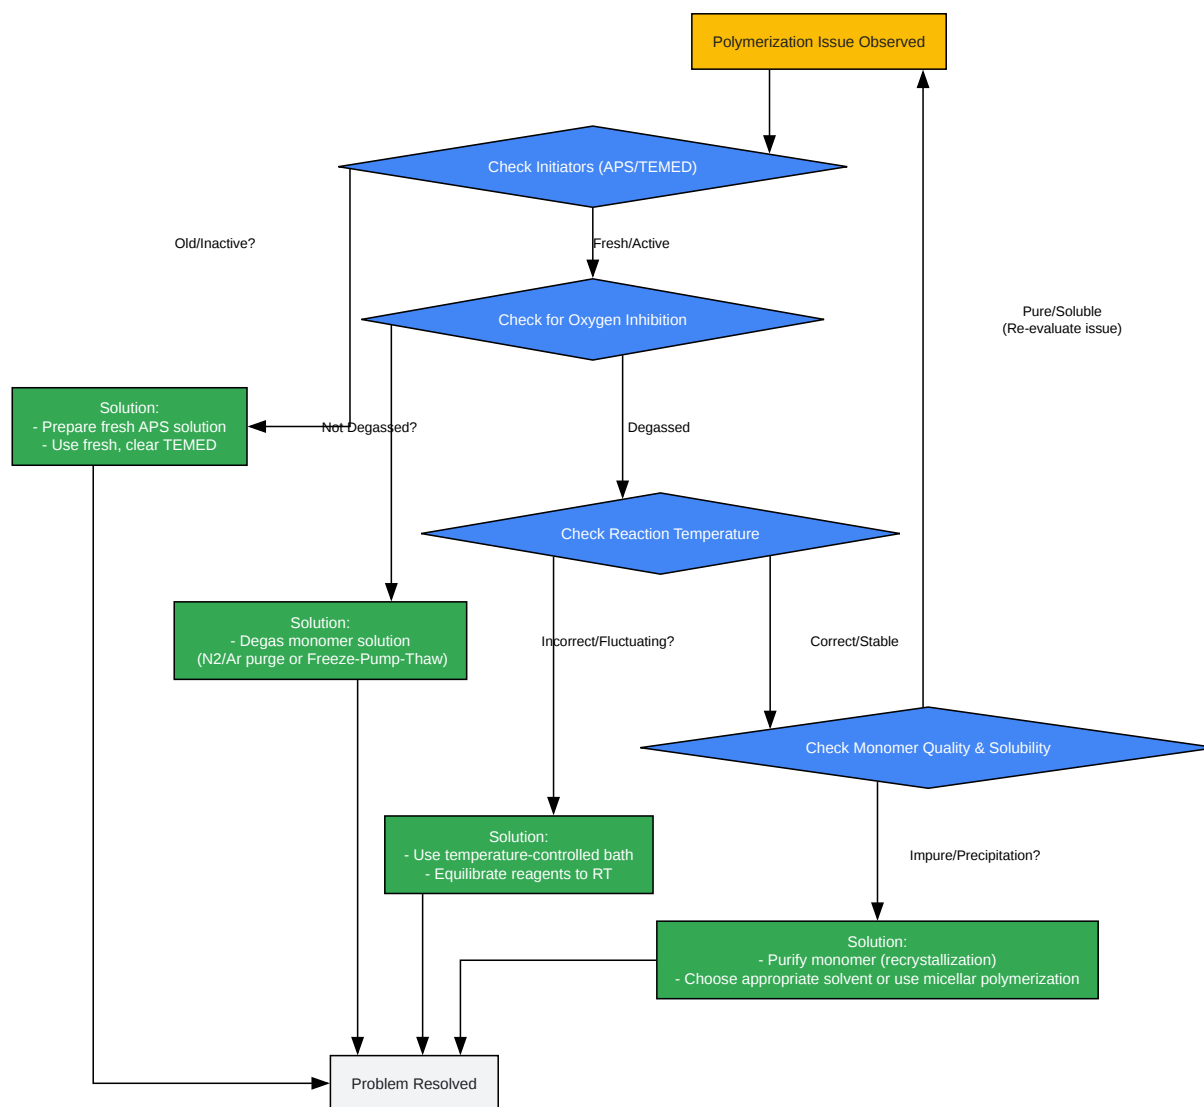 Polymerization Issue Observed
Check Initiators (APS/TEMED)
Old/Inactive?
Fresh/Active
Pure/Soluble
(Re-evaluate issue)
Check for Oxygen Inhibition
Solution:
- Prepare fresh APS solution
- Use fresh, clear TEMED
Not Degassed?
Degassed
Check Reaction Temperature
Solution:
- Degas monomer solution
(N2/Ar purge or Freeze-Pump-Thaw)
Incorrect/Fluctuating?
Correct/Stable
Check Monomer Quality & Solubility
Solution:
- Use temperature-controlled bath
- Equilibrate reagents to RT
Impure/Precipitation?
Solution:
- Purify monomer (recrystallization)
- Choose appropriate solvent or use micellar polymerization
Problem Resolved